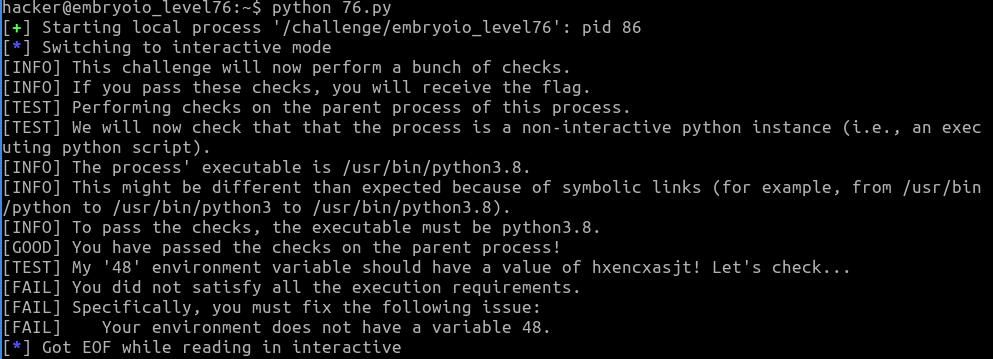 hacker@embryoio_level76:~$ python 76.py
[+] Starting local process '/challenge/embryoio_level76': pid 86
[*] Switching to interactive mode
[INFO] This challenge will now perform a bunch of checks.
[INFO] If you pass these checks, you will receive the flag.
[TEST] Performing checks on the parent process of this process.
[TEST] We will now check that that the process is a non-interactive python instance (i.e., an exec
uting python script).
[INFO] The process' executable is /usr/bin/python3.8.
[INFO] This might be different than expected because of symbolic links (for example, from /usr/bin
/python to /usr/bin/python3 to /usr/bin/python3.8).
[INFO] To pass the checks, the executable must be python3.8.
[GOOD] You have passed the checks on the parent process!
[TEST] My '48' environment variable should have a value of hxencxasjt! Let's check...
[FAIL] You did not satisfy all the execution requirements.
[FAIL] Specifically, you must fix the following issue:
[FAIL]    Your environment does not have a variable 48.
[*] Got EOF while reading in interactive